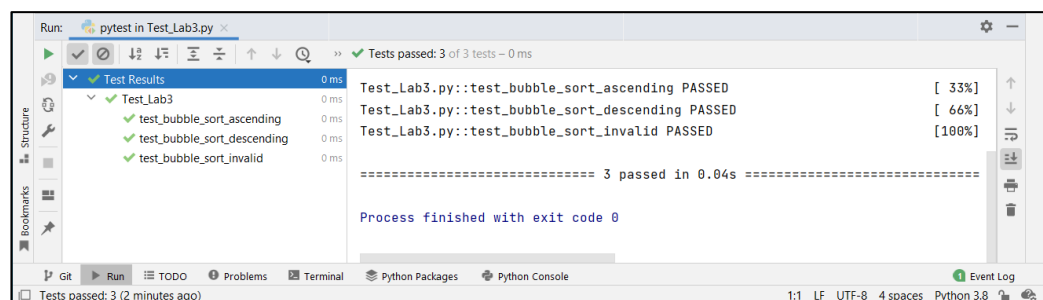 Run: pytest in Test_Lab3.py ×
» Tests passed: 3 of 3 tests – 0 ms
Test Results 0 ms
Test_Lab3 0 ms
test_bubble_sort_ascending 0 ms
test_bubble_sort_descending 0 ms
test_bubble_sort_invalid 0 ms
Test_Lab3.py::test_bubble_sort_ascending PASSED [ 33%]
Test_Lab3.py::test_bubble_sort_descending PASSED [ 66%]
Test_Lab3.py::test_bubble_sort_invalid PASSED [100%]
============================== 3 passed in 0.04s ==============================
Process finished with exit code 0
Structure
Bookmarks
Git Run TODO Problems Terminal Python Packages Python Console 1 Event Log
Tests passed: 3 (2 minutes ago) 1:1 LF UTF-8 4 spaces Python 3.8